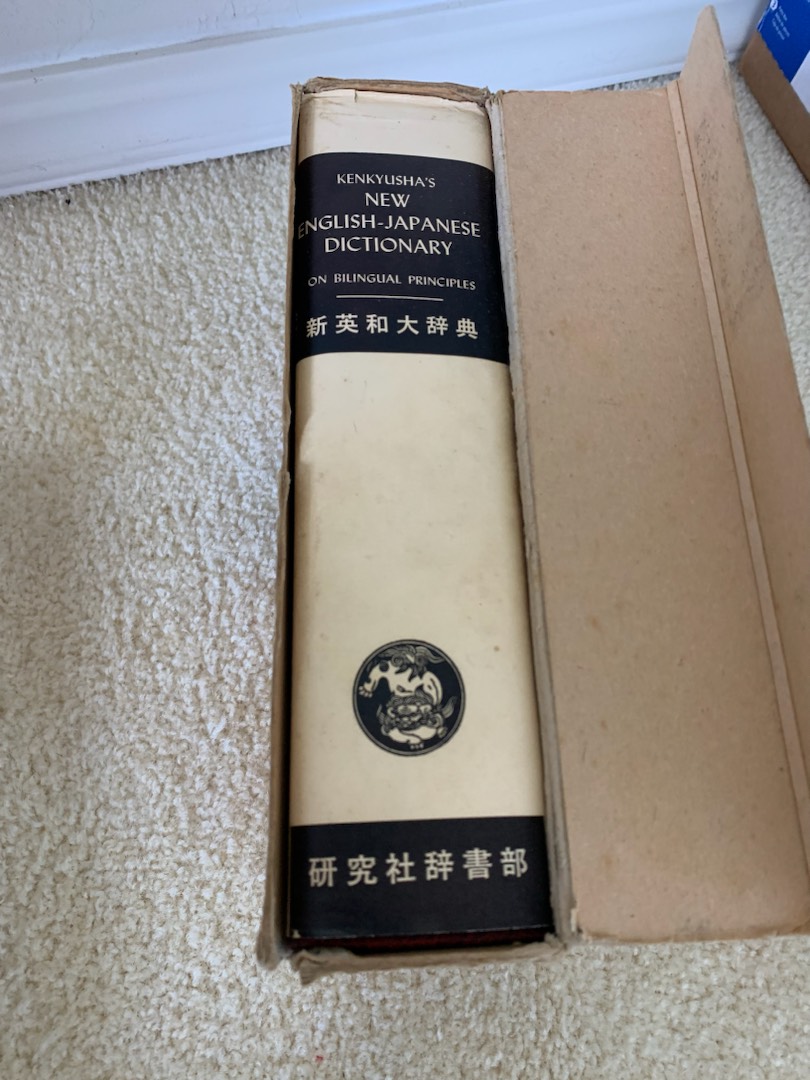 KENKYUSHA'S
NEW
ENGLISH-JAPANESE
DICTIONARY
ON BILINGUAL PRINCIPLES
新英和大辞典
研究社辞書部